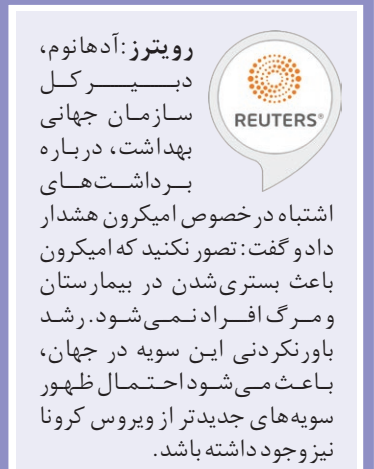 رویترز: آدهانوم،
دبیرکل
سازمان جهانی
بهداشت، درباره
برداشت‌های
اشتباه در خصوص امیکرون هشدار
داد و گفت: تصور نکنید که امیکرون
باعث بستری شدن در بیمارستان
و مرگ افراد نمی‌شود. رشد
باورنکردنی این سویه در جهان،
باعث می‌شود احتمال ظهور
سویه‌های جدیدتر از ویروس کرونا
نیز وجود داشته باشد.
REUTERS®